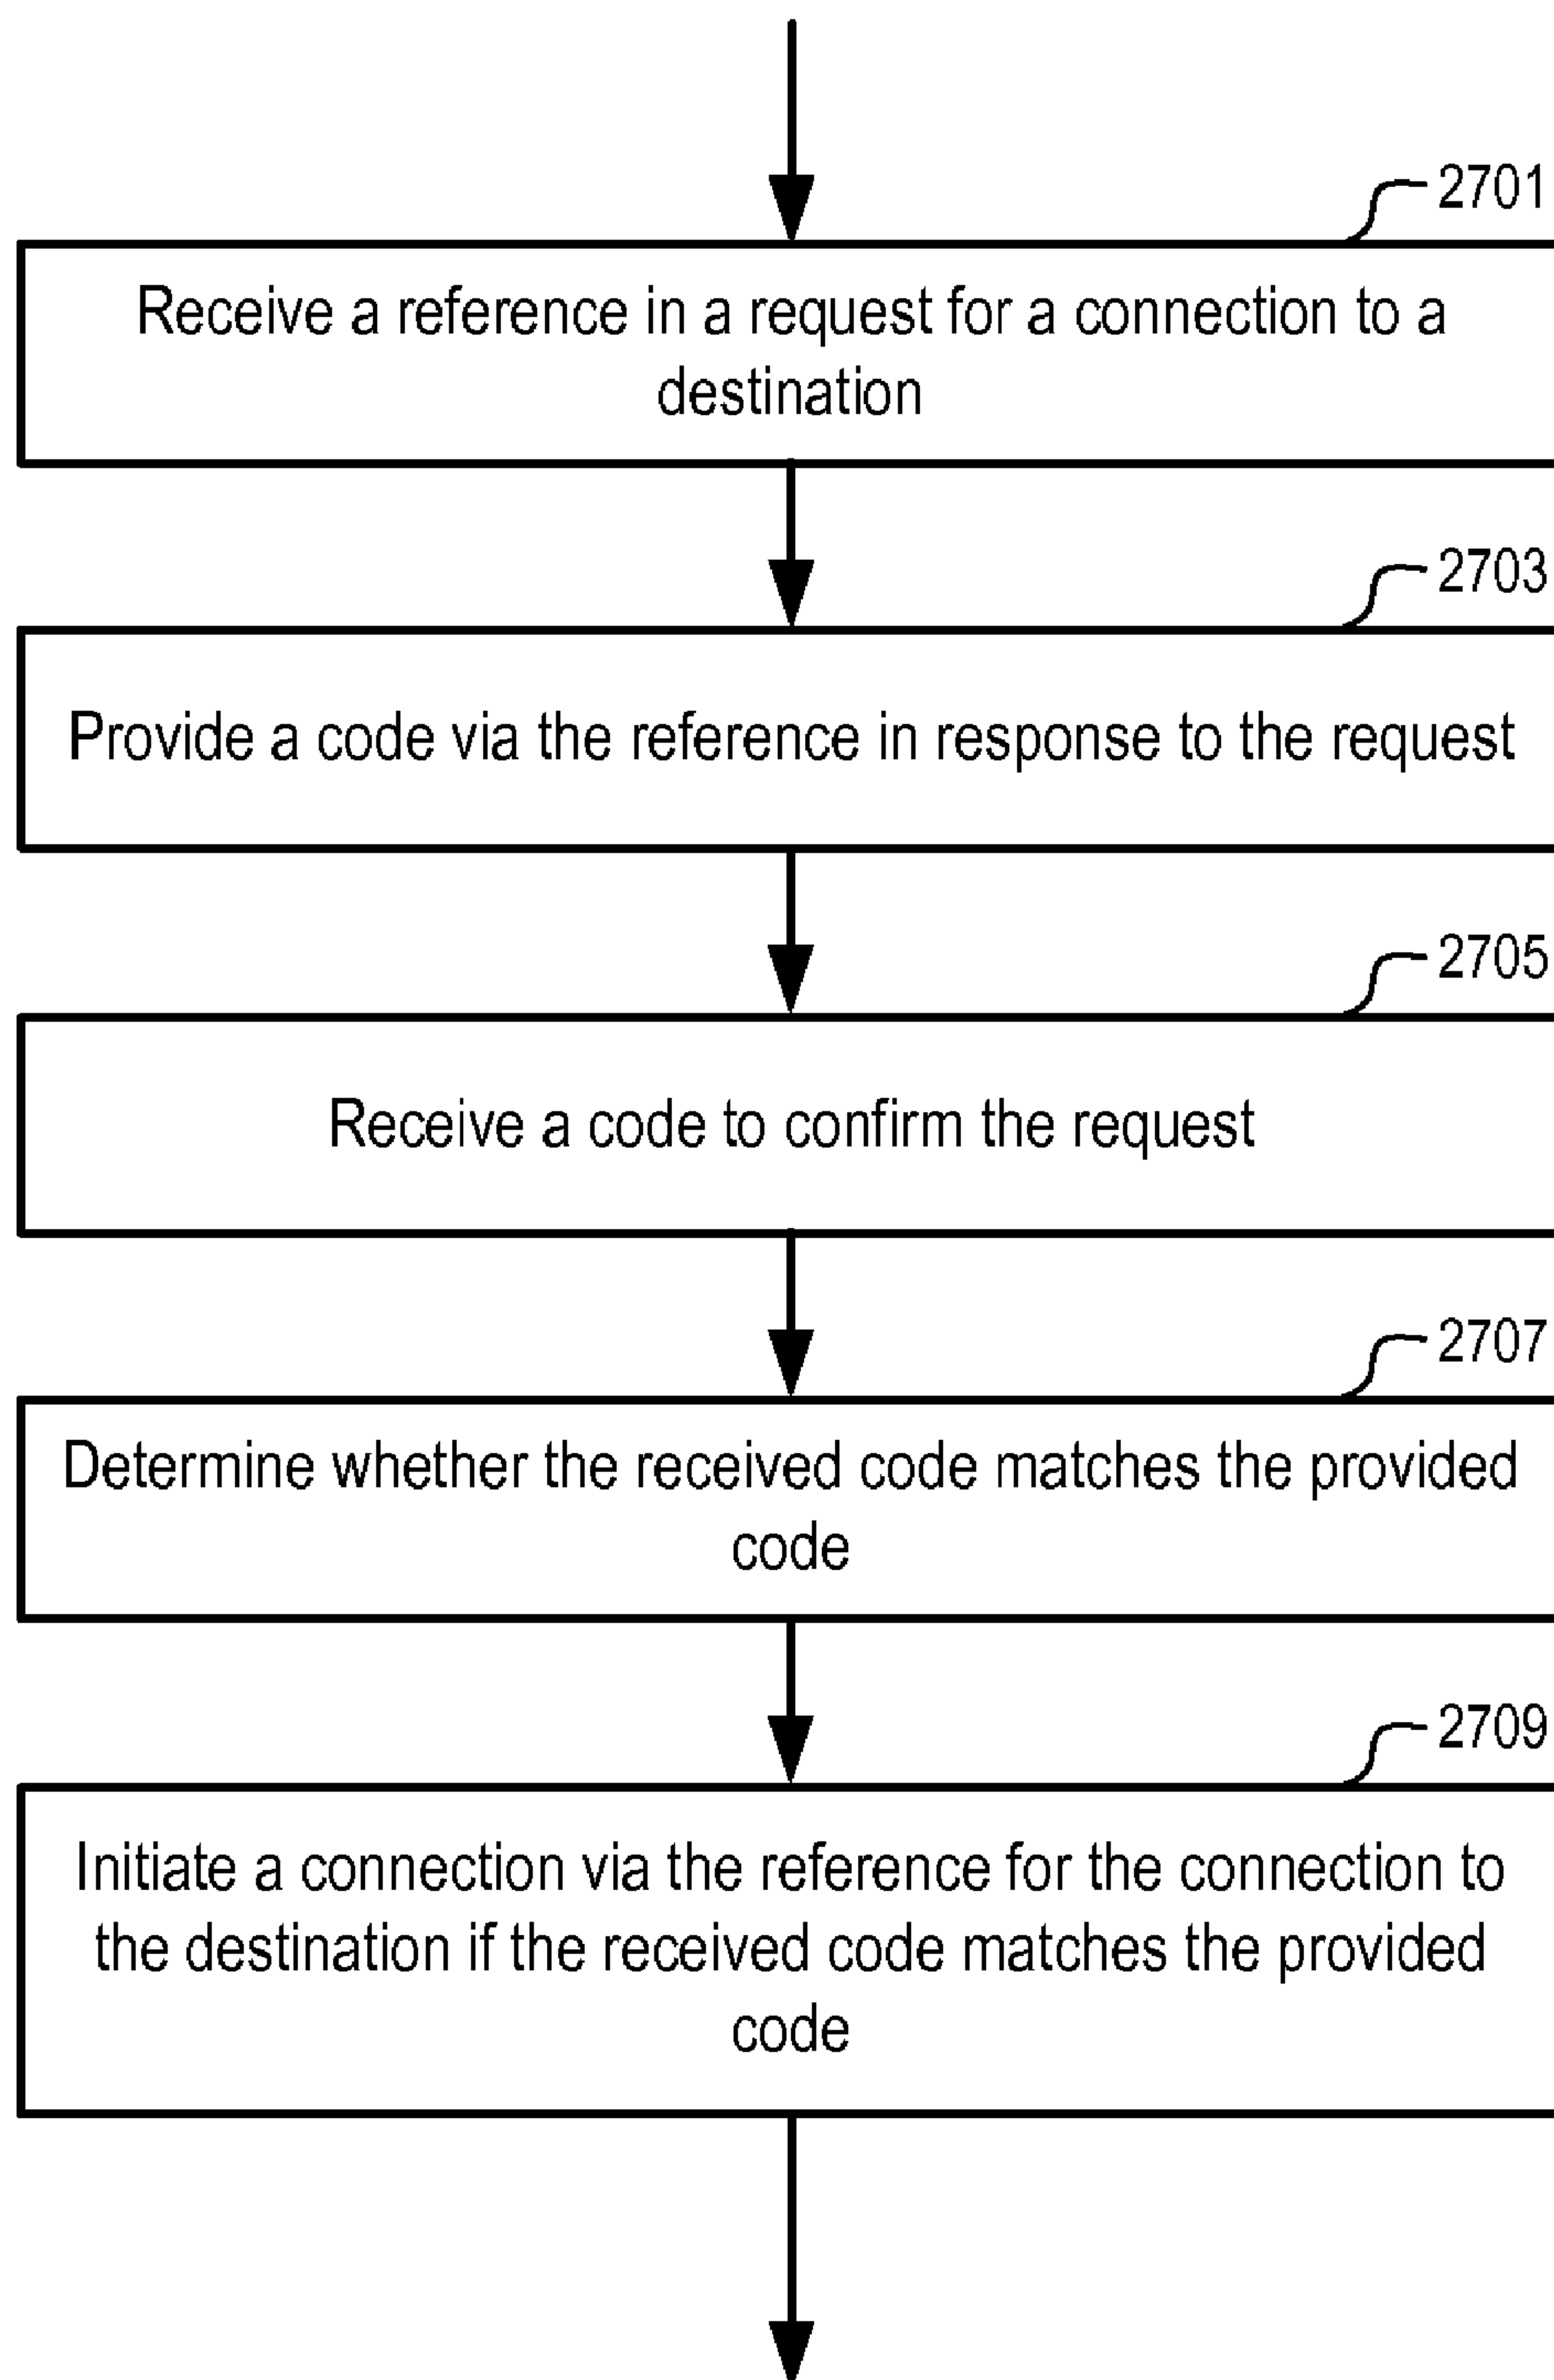 2701
Receive a reference in a request for a connection to a
destination
2703
Provide a code via the reference in response to the request
2705
Receive a code to confirm the request
2707
Determine whether the received code matches the provided
code
2709
Initiate a connection via the reference for the connection to
the destination if the received code matches the provided
code